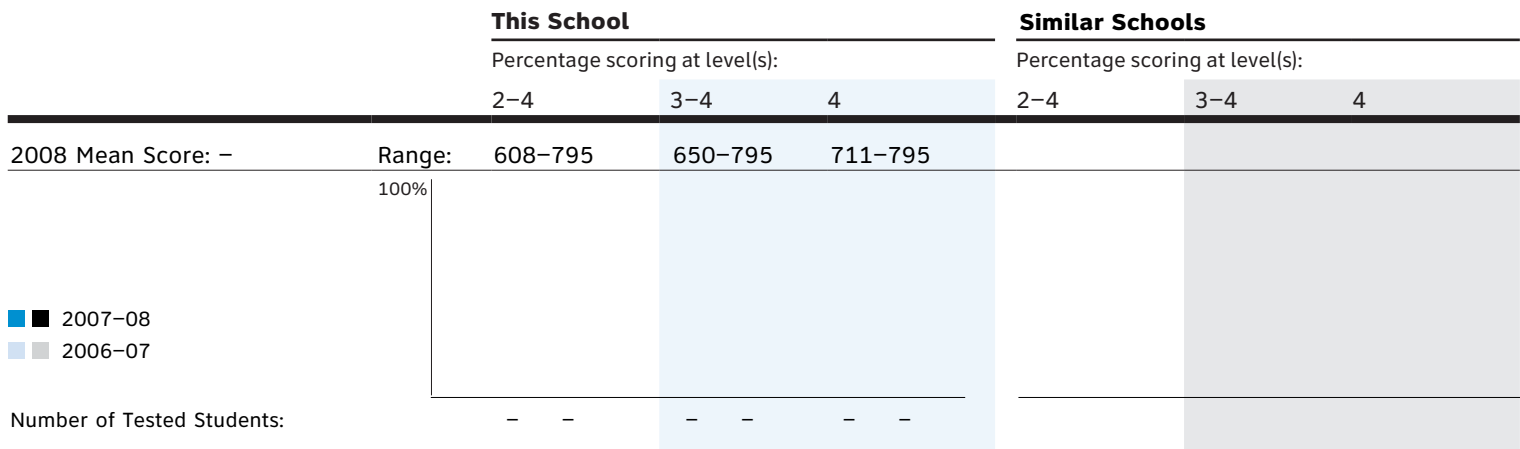 This School Similar Schools
Percentage scoring at level(s): Percentage scoring at level(s):
2–4 3–4 4 2–4 3–4 4
2008 Mean Score: – Range: 608–795 650–795 711–795
100%
2007–08
2006–07
Number of Tested Students: – – – – – –